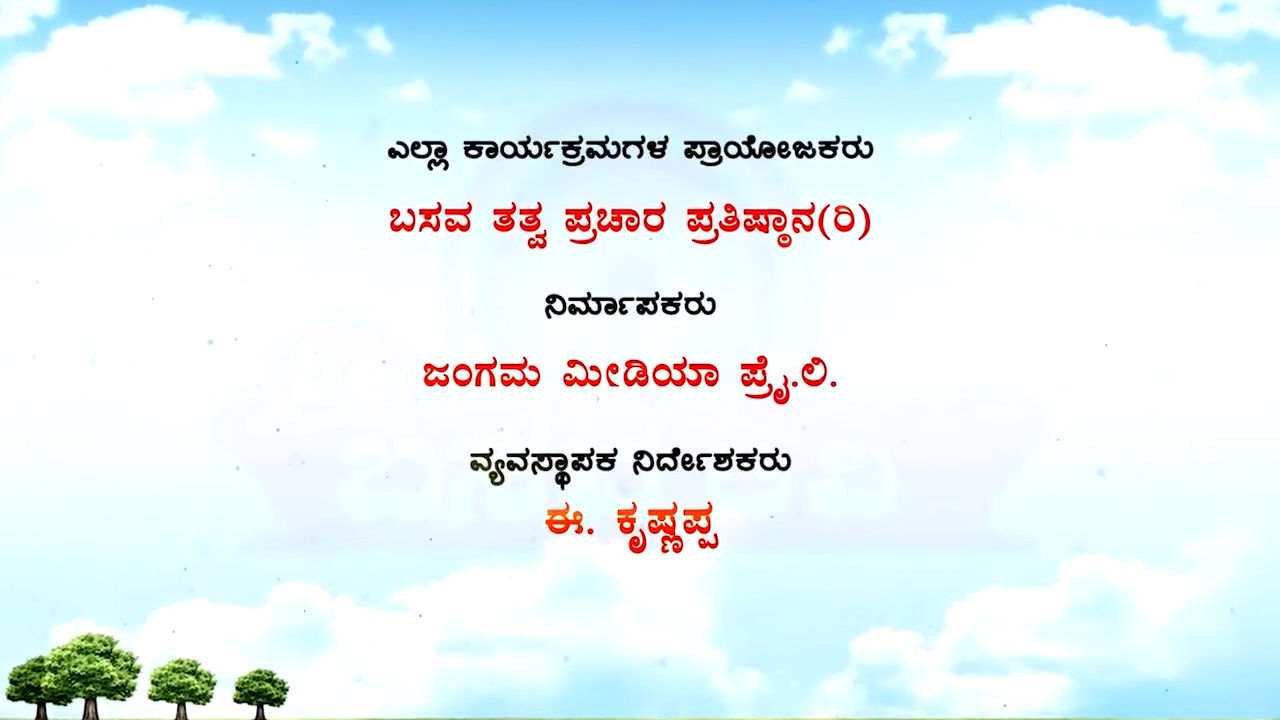 ಎಲ್ಲಾ ಕಾರ್ಯಕ್ರಮಗಳ ಪ್ರಾಯೋಜಕರು
ಬಸವ ತತ್ವ ಪ್ರಚಾರ ಪ್ರತಿಷ್ಠಾನ(ರಿ)
ನಿರ್ಮಾಪಕರು
ಜಂಗಮ ಮೀಡಿಯಾ ಪ್ರೈ.ಲಿ.
ವ್ಯವಸ್ಥಾಪಕ ನಿರ್ದೇಶಕರು
ಈ. ಕೃಷ್ಣಪ್ಪ